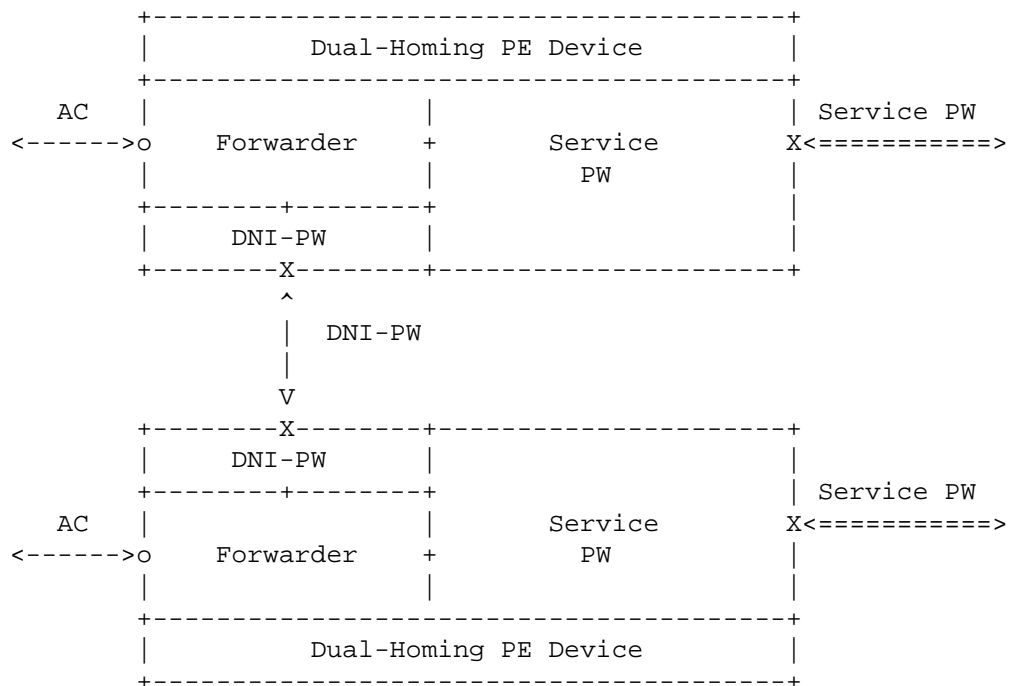 Dual-Homing PE Device
AC Service PW
<------>o Forwarder + Service X<===========>
PW
DNI-PW
X
^
DNI-PW
V
X
DNI-PW
Service PW
AC Service X<===========>
<------>o Forwarder + PW
Dual-Homing PE Device